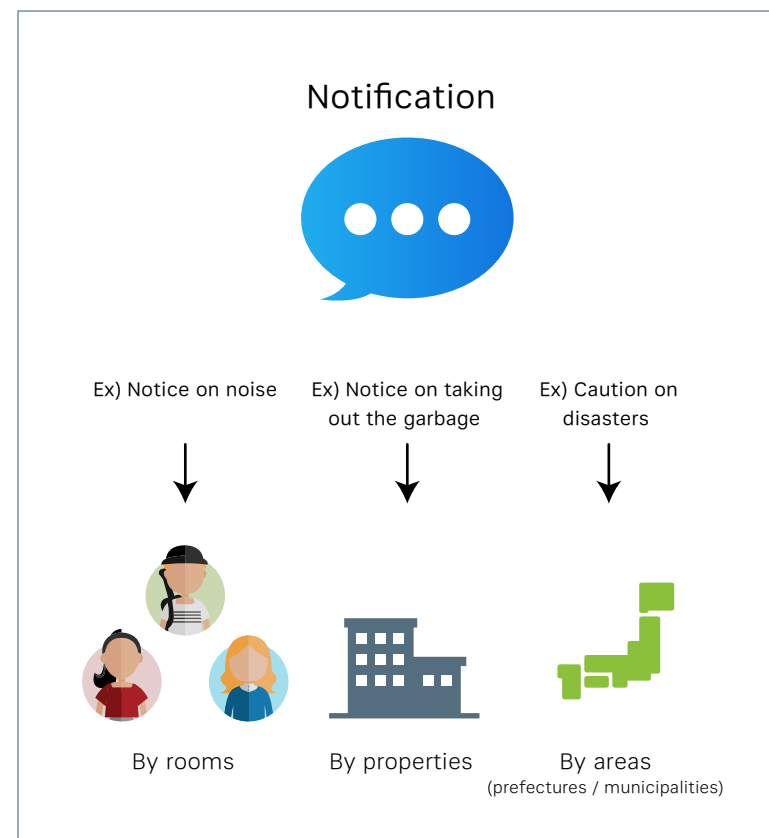 Notification
Ex) Notice on noise
Ex) Notice on taking
out the garbage
Ex) Caution on
disasters
By rooms
By properties
By areas
(prefectures / municipalities)